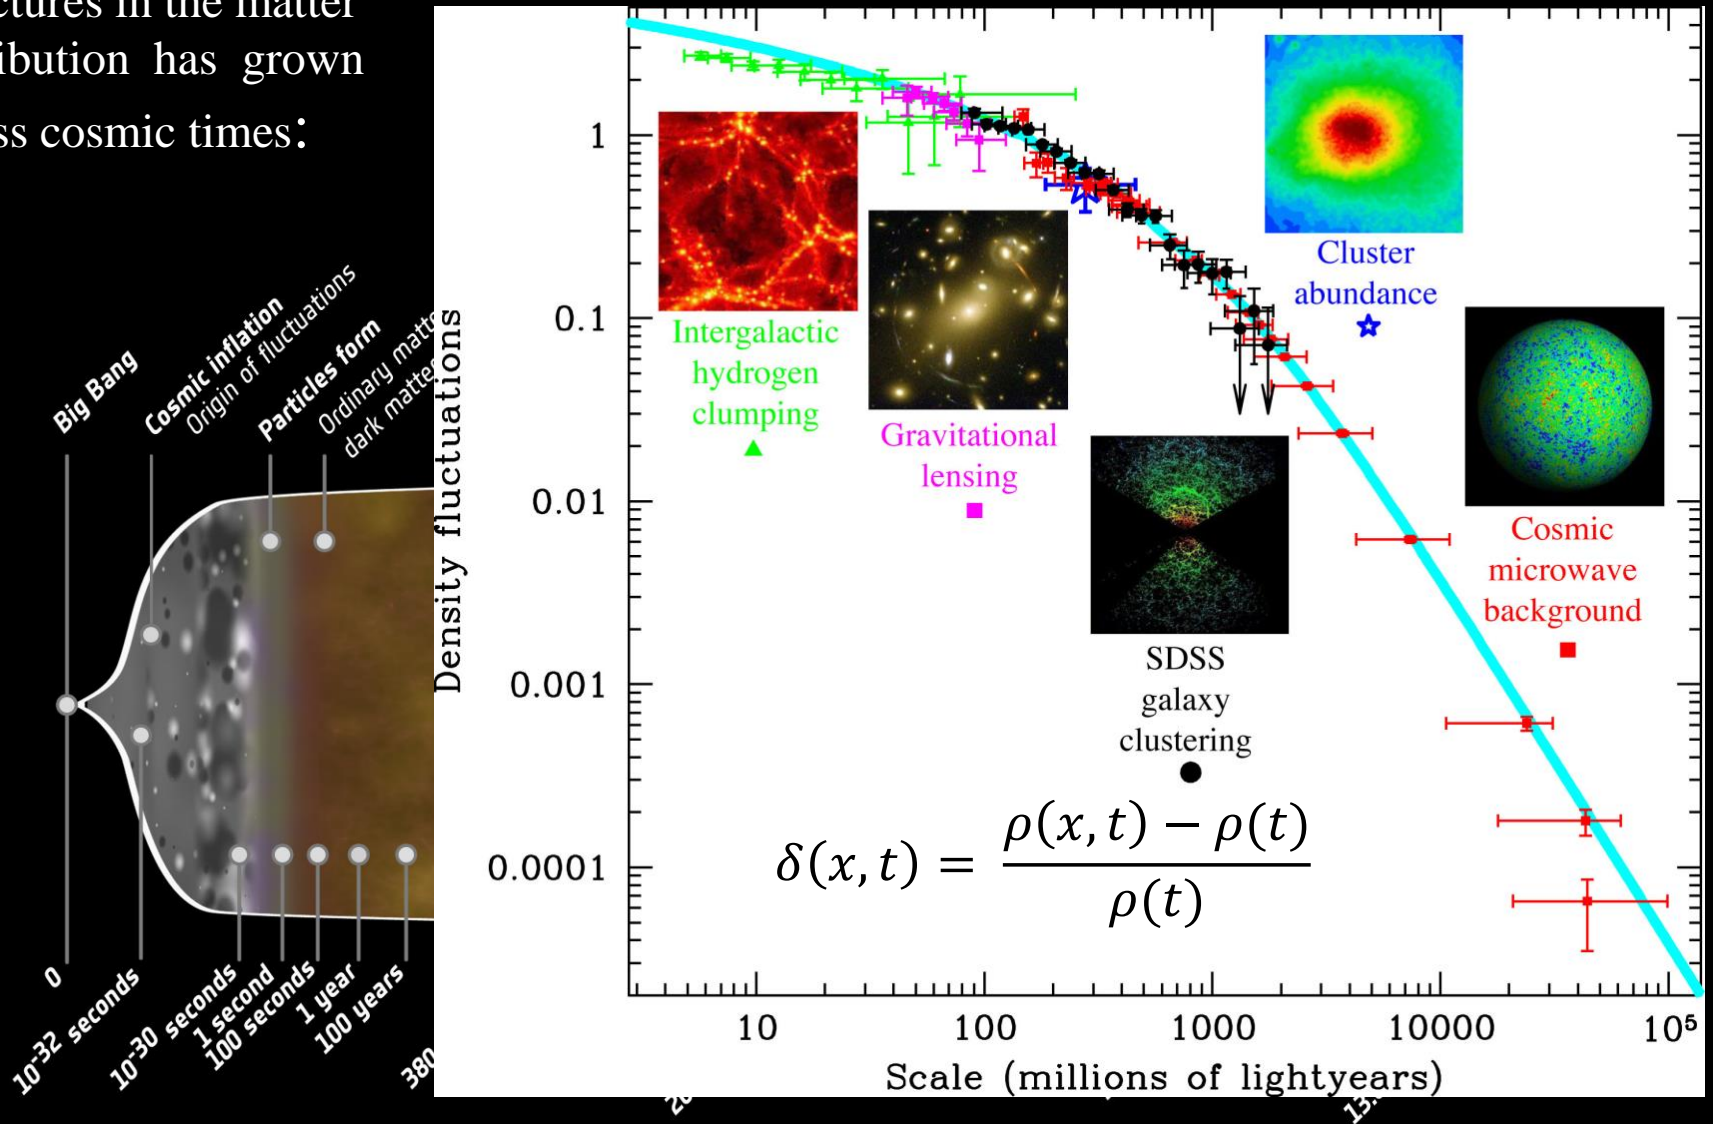 has grown
cosmic times:
Big Bang
Cosmic inflation
Origin of fluctuations
Particles form
Ordinary
dark
0
10⁻³² seconds
10⁻³⁰ seconds
1 second
100 seconds
1 year
100 years
Density fluctuations
1
0.1
0.01
0.001
0.0001
Intergalactic
hydrogen
clumping
Gravitational
lensing
Cluster
abundance
SDSS
galaxy
clustering
Cosmic
microwave
background
δ(x, t) = (ρ(x, t) − ρ(t)) / ρ(t)
10
100
1000
10000
10⁵
Scale (millions of lightyears)